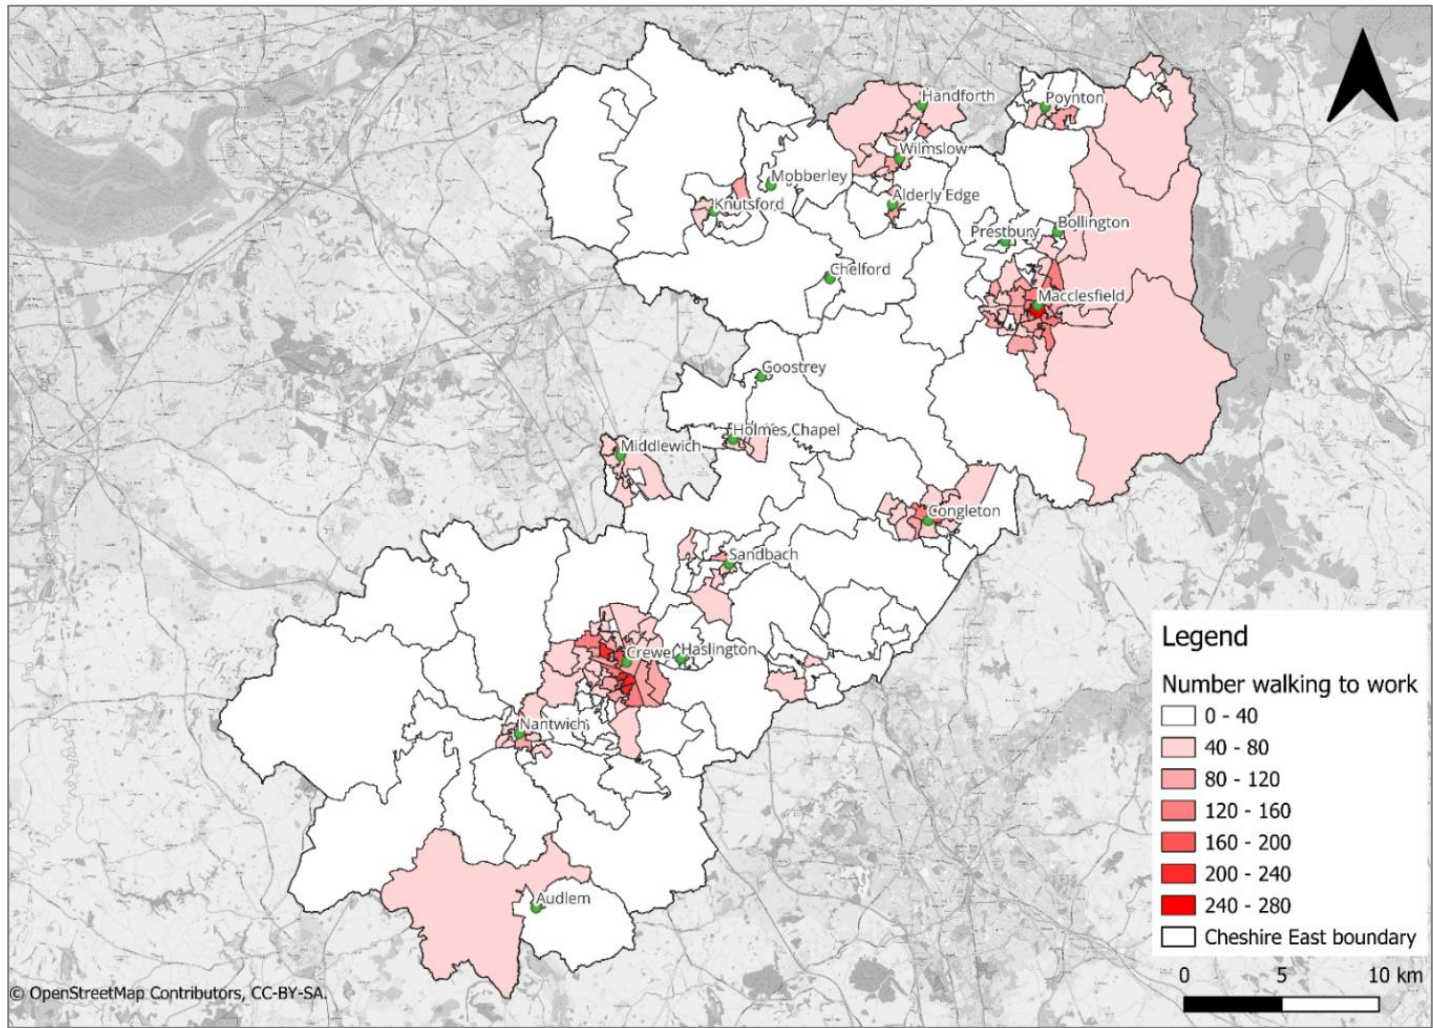 Handforth
Poynton
Wilmslow
Mobberley
Knutsford
Alderly Edge
Prestbury
Bollington
Chelford
Macclesfield
Goostrey
Holmes Chapel
Middlewich
Congleton
Sandbach
Crewe
Haslington
Nantwich
Audlem
Legend
Number walking to work
0 - 40
40 - 80
80 - 120
120 - 160
160 - 200
200 - 240
240 - 280
Cheshire East boundary
0 5 10 km
© OpenStreetMap Contributors, CC-BY-SA.